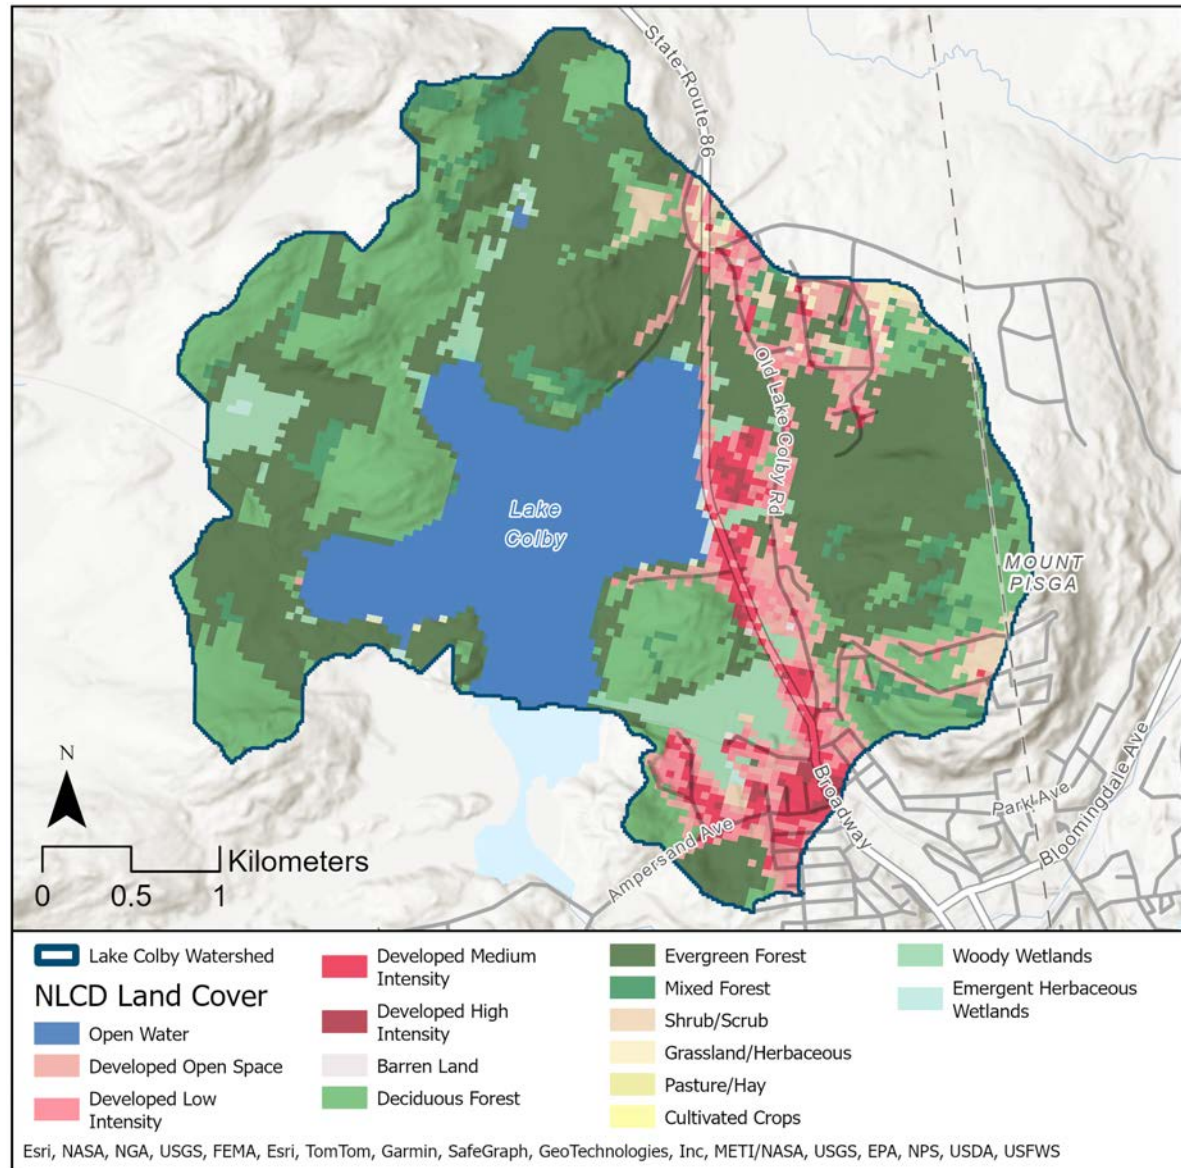 State Route 86
Old Lake Colby Rd
Lake
Colby
MOUNT
PISGA
Broadway
Park Ave
Bloomingdale Ave
Ampersand Ave
N
Kilometers
0 0.5 1
Lake Colby Watershed
NLCD Land Cover
Open Water
Developed Open Space
Developed Low
Intensity
Developed Medium
Intensity
Developed High
Intensity
Barren Land
Deciduous Forest
Evergreen Forest
Mixed Forest
Shrub/Scrub
Grassland/Herbaceous
Pasture/Hay
Cultivated Crops
Woody Wetlands
Emergent Herbaceous
Wetlands
Esri, NASA, NGA, USGS, FEMA, Esri, TomTom, Garmin, SafeGraph, GeoTechnologies, Inc, METI/NASA, USGS, EPA, NPS, USDA, USFWS